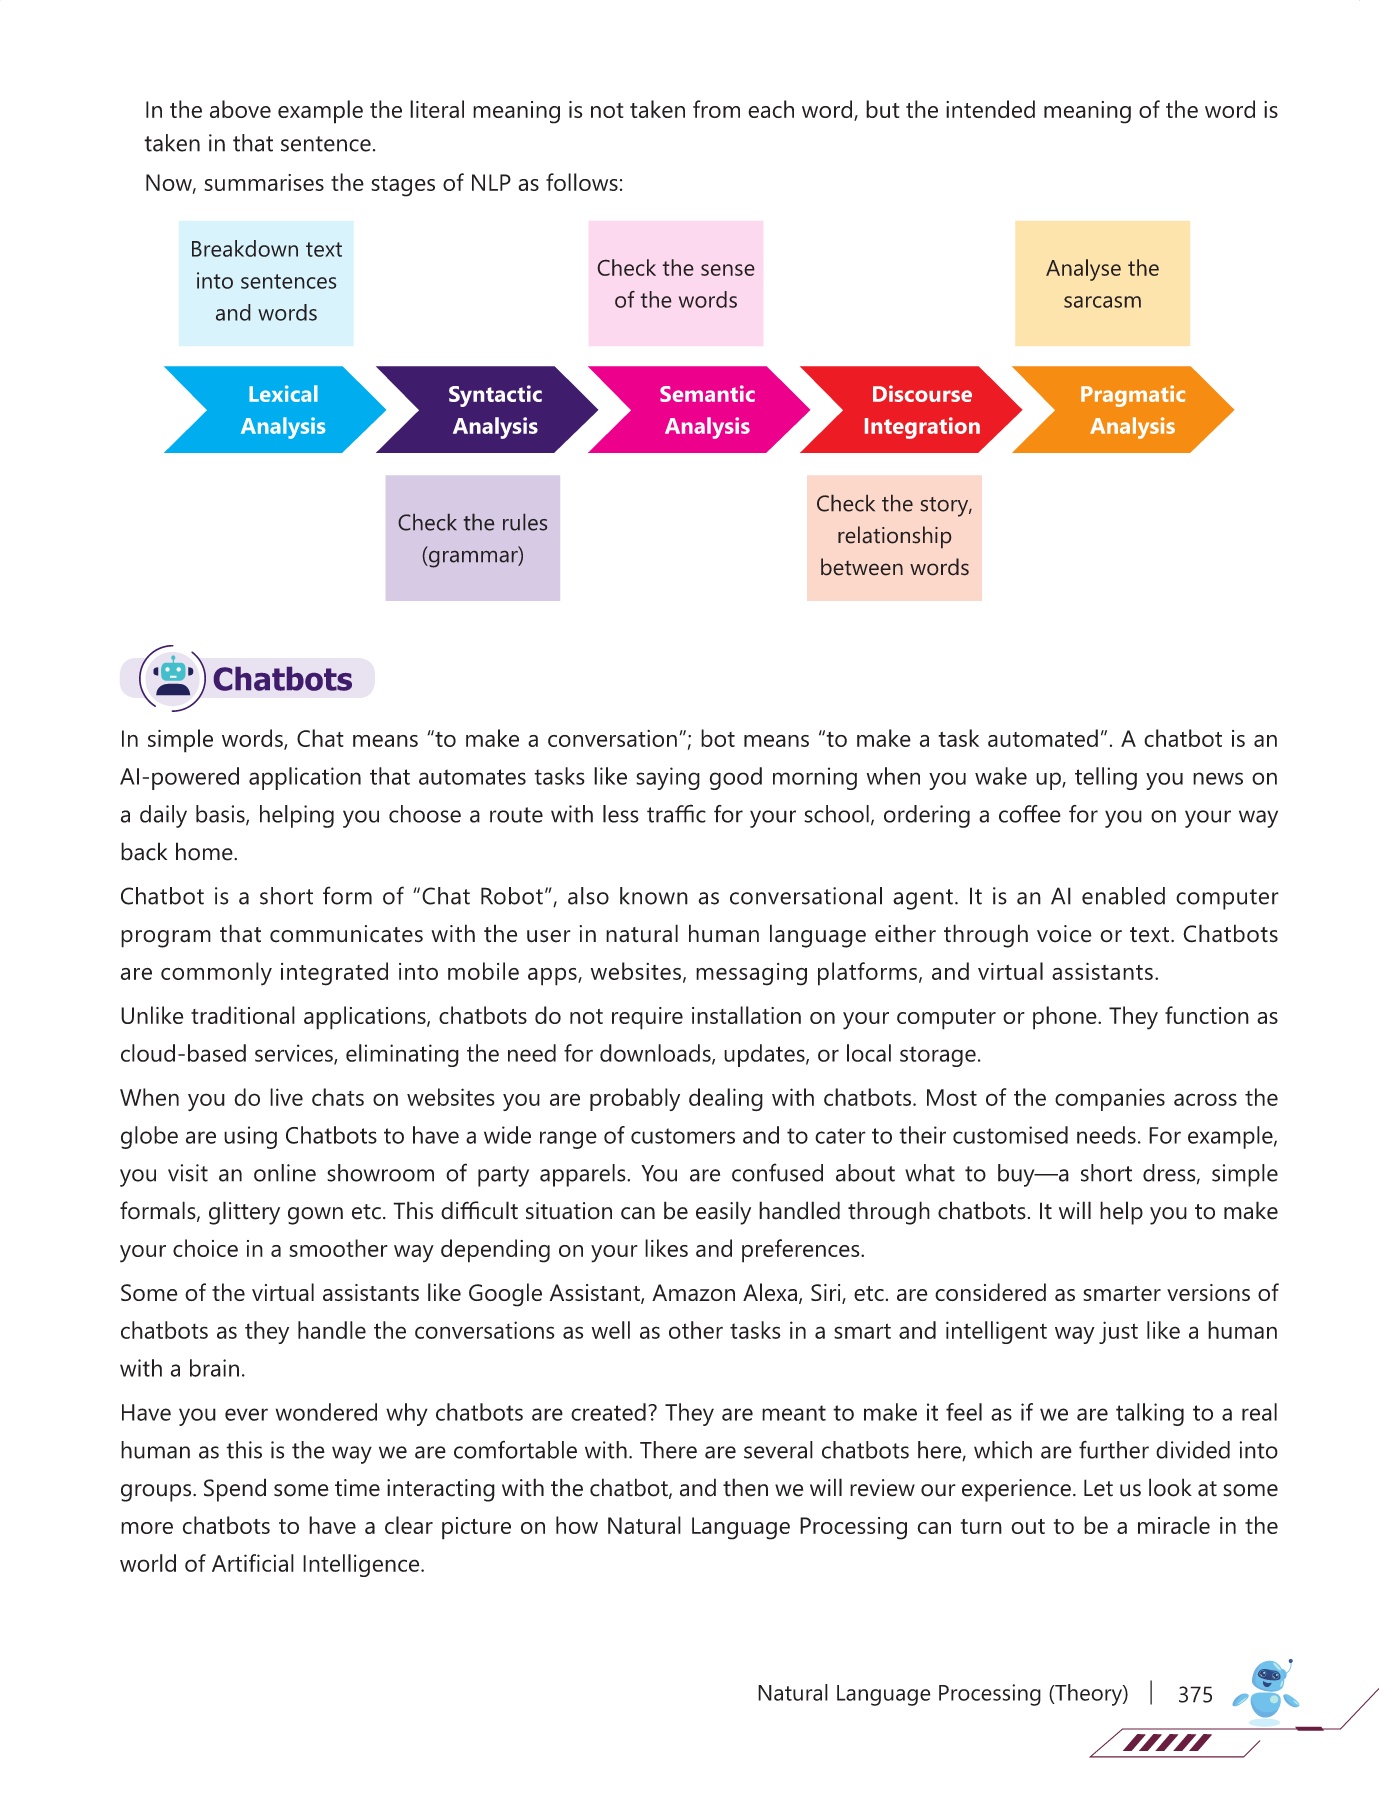 In the above example the literal meaning is not taken from each word, but the intended meaning of the word is
taken in that sentence.
Now, summarises the stages of NLP as follows:
Breakdown text
into sentences
and words
Check the sense
of the words
Analyse the
sarcasm
Lexical
Analysis
Syntactic
Analysis
Semantic
Analysis
Discourse
Integration
Pragmatic
Analysis
Check the rules
(grammar)
Check the story,
relationship
between words
Chatbots
In simple words, Chat means “to make a conversation”; bot means “to make a task automated”. A chatbot is an
AI-powered application that automates tasks like saying good morning when you wake up, telling you news on
a daily basis, helping you choose a route with less traffic for your school, ordering a coffee for you on your way
back home.
Chatbot is a short form of “Chat Robot”, also known as conversational agent. It is an AI enabled computer
program that communicates with the user in natural human language either through voice or text. Chatbots
are commonly integrated into mobile apps, websites, messaging platforms, and virtual assistants.
Unlike traditional applications, chatbots do not require installation on your computer or phone. They function as
cloud-based services, eliminating the need for downloads, updates, or local storage.
When you do live chats on websites you are probably dealing with chatbots. Most of the companies across the
globe are using Chatbots to have a wide range of customers and to cater to their customised needs. For example,
you visit an online showroom of party apparels. You are confused about what to buy—a short dress, simple
formals, glittery gown etc. This difficult situation can be easily handled through chatbots. It will help you to make
your choice in a smoother way depending on your likes and preferences.
Some of the virtual assistants like Google Assistant, Amazon Alexa, Siri, etc. are considered as smarter versions of
chatbots as they handle the conversations as well as other tasks in a smart and intelligent way just like a human
with a brain.
Have you ever wondered why chatbots are created? They are meant to make it feel as if we are talking to a real
human as this is the way we are comfortable with. There are several chatbots here, which are further divided into
groups. Spend some time interacting with the chatbot, and then we will review our experience. Let us look at some
more chatbots to have a clear picture on how Natural Language Processing can turn out to be a miracle in the
world of Artificial Intelligence.
Natural Language Processing (Theory) | 375